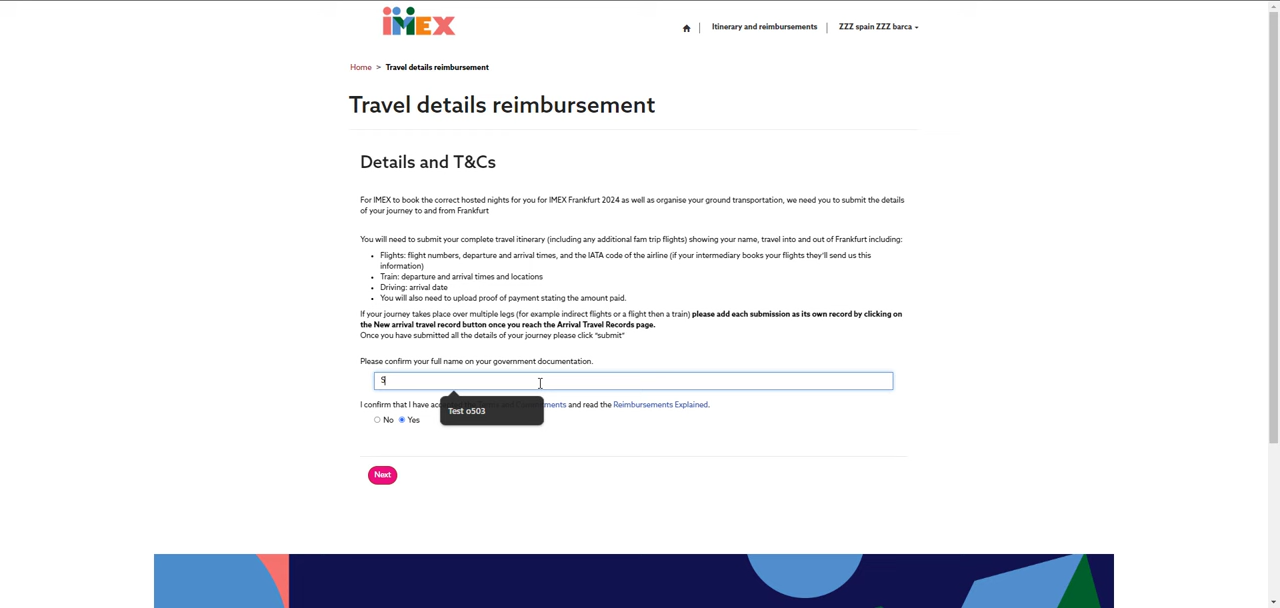 IMEX
Itinerary and reimbursements | ZZZ spain ZZZ barca
Home > Travel details reimbursement
Travel details reimbursement
Details and T&Cs
For IMEX to book the correct hosted nights for you for IMEX Frankfurt 2024 as well as organise your ground transportation, we need you to submit the details
of your journey to and from Frankfurt
You will need to submit your complete travel itinerary (including any additional fam trip flights) showing your name, travel into and out of Frankfurt including:
• Flights: flight numbers, departure and arrival times, and the IATA code of the airline (if your intermediary books your flights they'll send us this
information)
• Train: departure and arrival times and locations
• Driving: arrival date
• You will also need to upload proof of payment stating the amount paid.
If your journey takes place over multiple legs (for example indirect flights or a flight then a train) please add each submission as its own record by clicking on
the New arrival travel record button once you reach the Arrival Travel Records page.
Once you have submitted all the details of your journey please click "submit"
Please confirm your full name on your government documentation.
S
I confirm that I have and read the Reimbursements Explained.
Test o503
No Yes
Next